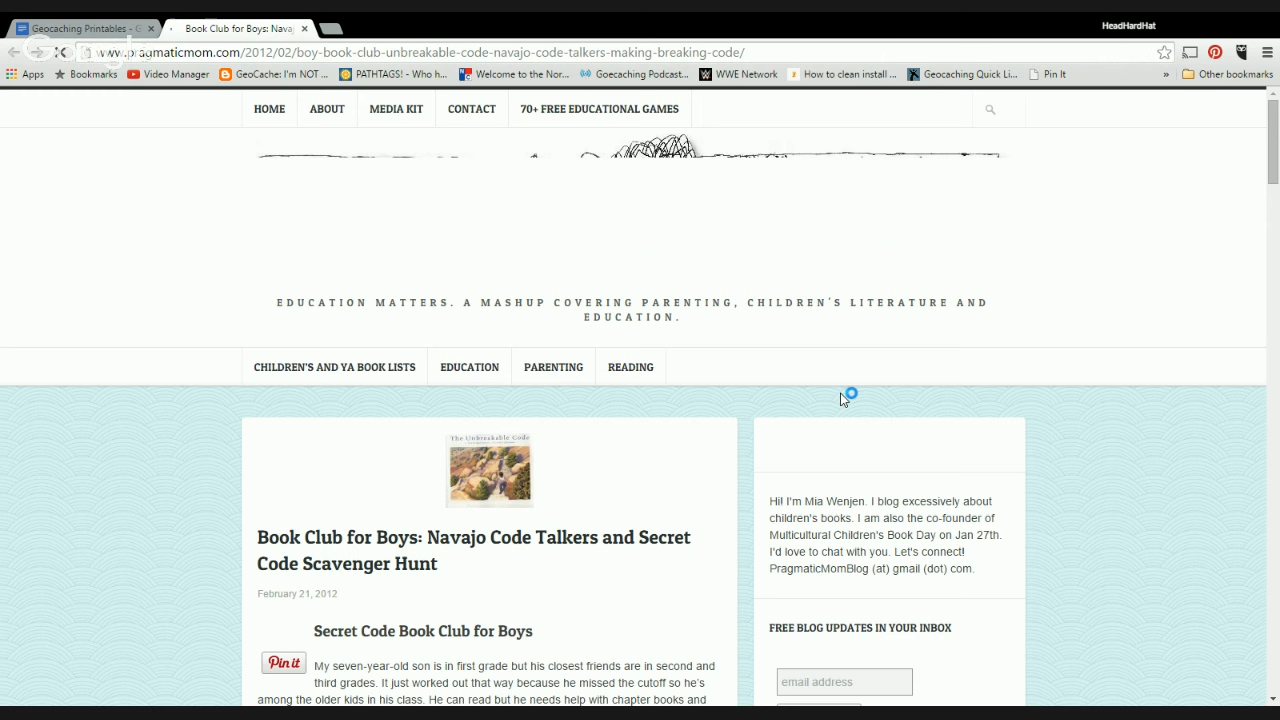 HeadHardHat
Geocaching Printables - G
Book Club for Boys: Nava
www.pragmaticmom.com/2012/02/boy-book-club-unbreakable-code-navajo-code-talkers-making-breaking-code/
Apps Bookmarks Video Manager GeoCache: I'm NOT ... PATHTAGS! - Who h... Welcome to the Nor... Goecaching Podcast... WWE Network How to clean install ... Geocaching Quick Li... Pin It » Other bookmarks
HOME ABOUT MEDIA KIT CONTACT 70+ FREE EDUCATIONAL GAMES
EDUCATION MATTERS. A MASHUP COVERING PARENTING, CHILDREN'S LITERATURE AND
EDUCATION.
CHILDREN'S AND YA BOOK LISTS EDUCATION PARENTING READING
The Unbreakable Code
Book Club for Boys: Navajo Code Talkers and Secret
Code Scavenger Hunt
February 21, 2012
Secret Code Book Club for Boys
Pin it
My seven-year-old son is in first grade but his closest friends are in second and
third grades. It just worked out that way because he missed the cutoff so he's
among the older kids in his class. He can read but he needs help with chapter books and
Hi! I'm Mia Wenjen. I blog excessively about
children's books. I am also the co-founder of
Multicultural Children's Book Day on Jan 27th.
I'd love to chat with you. Let's connect!
PragmaticMomBlog (at) gmail (dot) com.
FREE BLOG UPDATES IN YOUR INBOX
email address